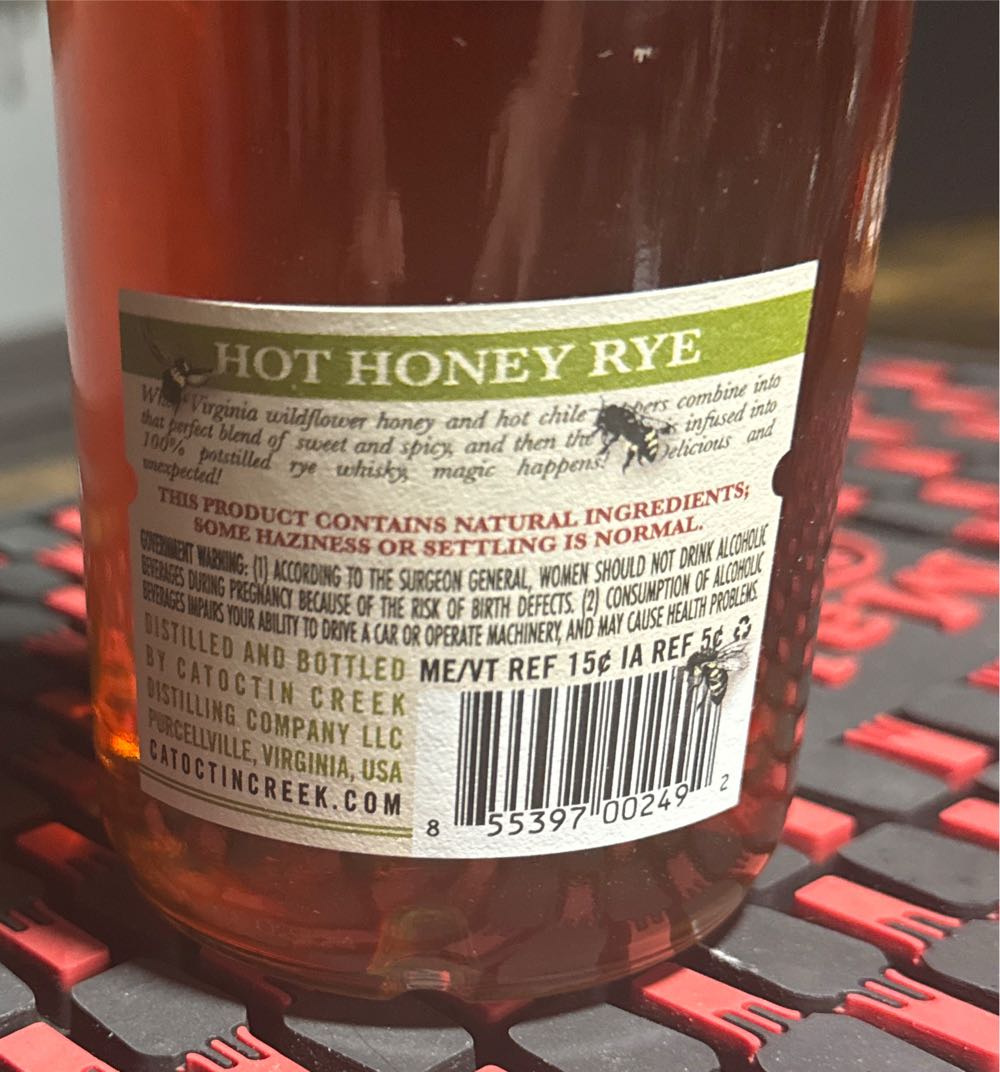 HOT HONEY RYE
Virginia wildflower honey and hot chile combine into
that perfect blend of sweet and spicy, and then the infused into
100% potstilled rye whisky, magic happens! Delicious and
unexpected!
THIS PRODUCT CONTAINS NATURAL INGREDIENTS;
SOME HAZINESS OR SETTLING IS NORMAL.
GOVERNMENT WARNING: (1) ACCORDING TO THE SURGEON GENERAL, WOMEN SHOULD NOT DRINK ALCOHOLIC
BEVERAGES DURING PREGNANCY BECAUSE OF THE RISK OF BIRTH DEFECTS. (2) CONSUMPTION OF ALCOHOLIC
BEVERAGES IMPAIRS YOUR ABILITY TO DRIVE A CAR OR OPERATE MACHINERY, AND MAY CAUSE HEALTH PROBLEMS.
DISTILLED AND BOTTLED
BY CATOCTIN CREEK
DISTILLING COMPANY LLC
PURCELLVILLE, VIRGINIA, USA
CATOCTINCREEK.COM
ME/VT REF 15¢ IA REF 5¢
8 55397 00249 2